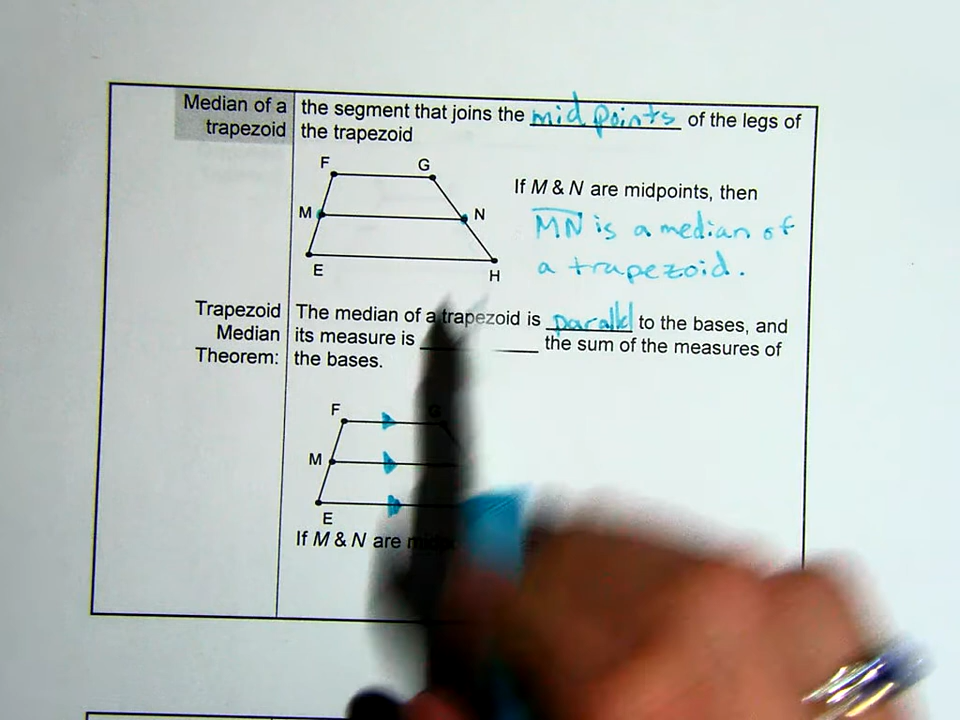 Median of a
trapezoid
the segment that joins the midpoints of the legs of
the trapezoid
F
G
M
N
E
H
If M & N are midpoints, then
MN is a median of
a trapezoid.
Trapezoid
Median
Theorem:
The median of a trapezoid is parallel to the bases, and
its measure is ________ the sum of the measures of
the bases.
F
G
M
E
If M & N are